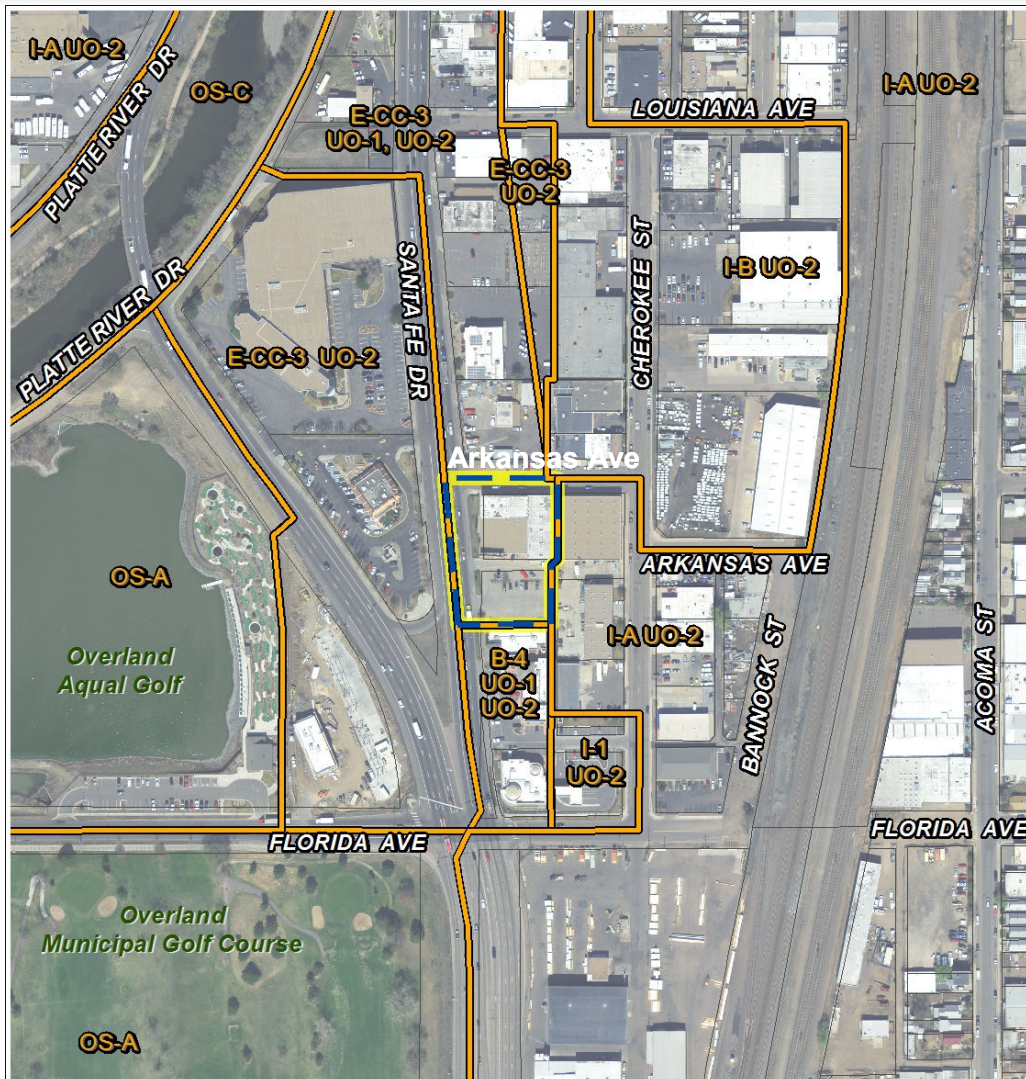 I-A UO-2
PLATTE RIVER DR
OS-C
E-CC-3
UO-1, UO-2
LOUISIANA AVE
I-A UO-2
E-CC-3
UO-2
SANTA FE DR
CHEROKEE ST
I-B UO-2
PLATTE RIVER DR
E-CC-3 UO-2
Arkansas Ave
ARKANSAS AVE
OS-A
Overland
Aqual Golf
B-4
UO-1
UO-2
I-A UO-2
BANNOCK ST
ACOMA ST
I-1
UO-2
FLORIDA AVE
FLORIDA AVE
Overland
Municipal Golf Course
OS-A